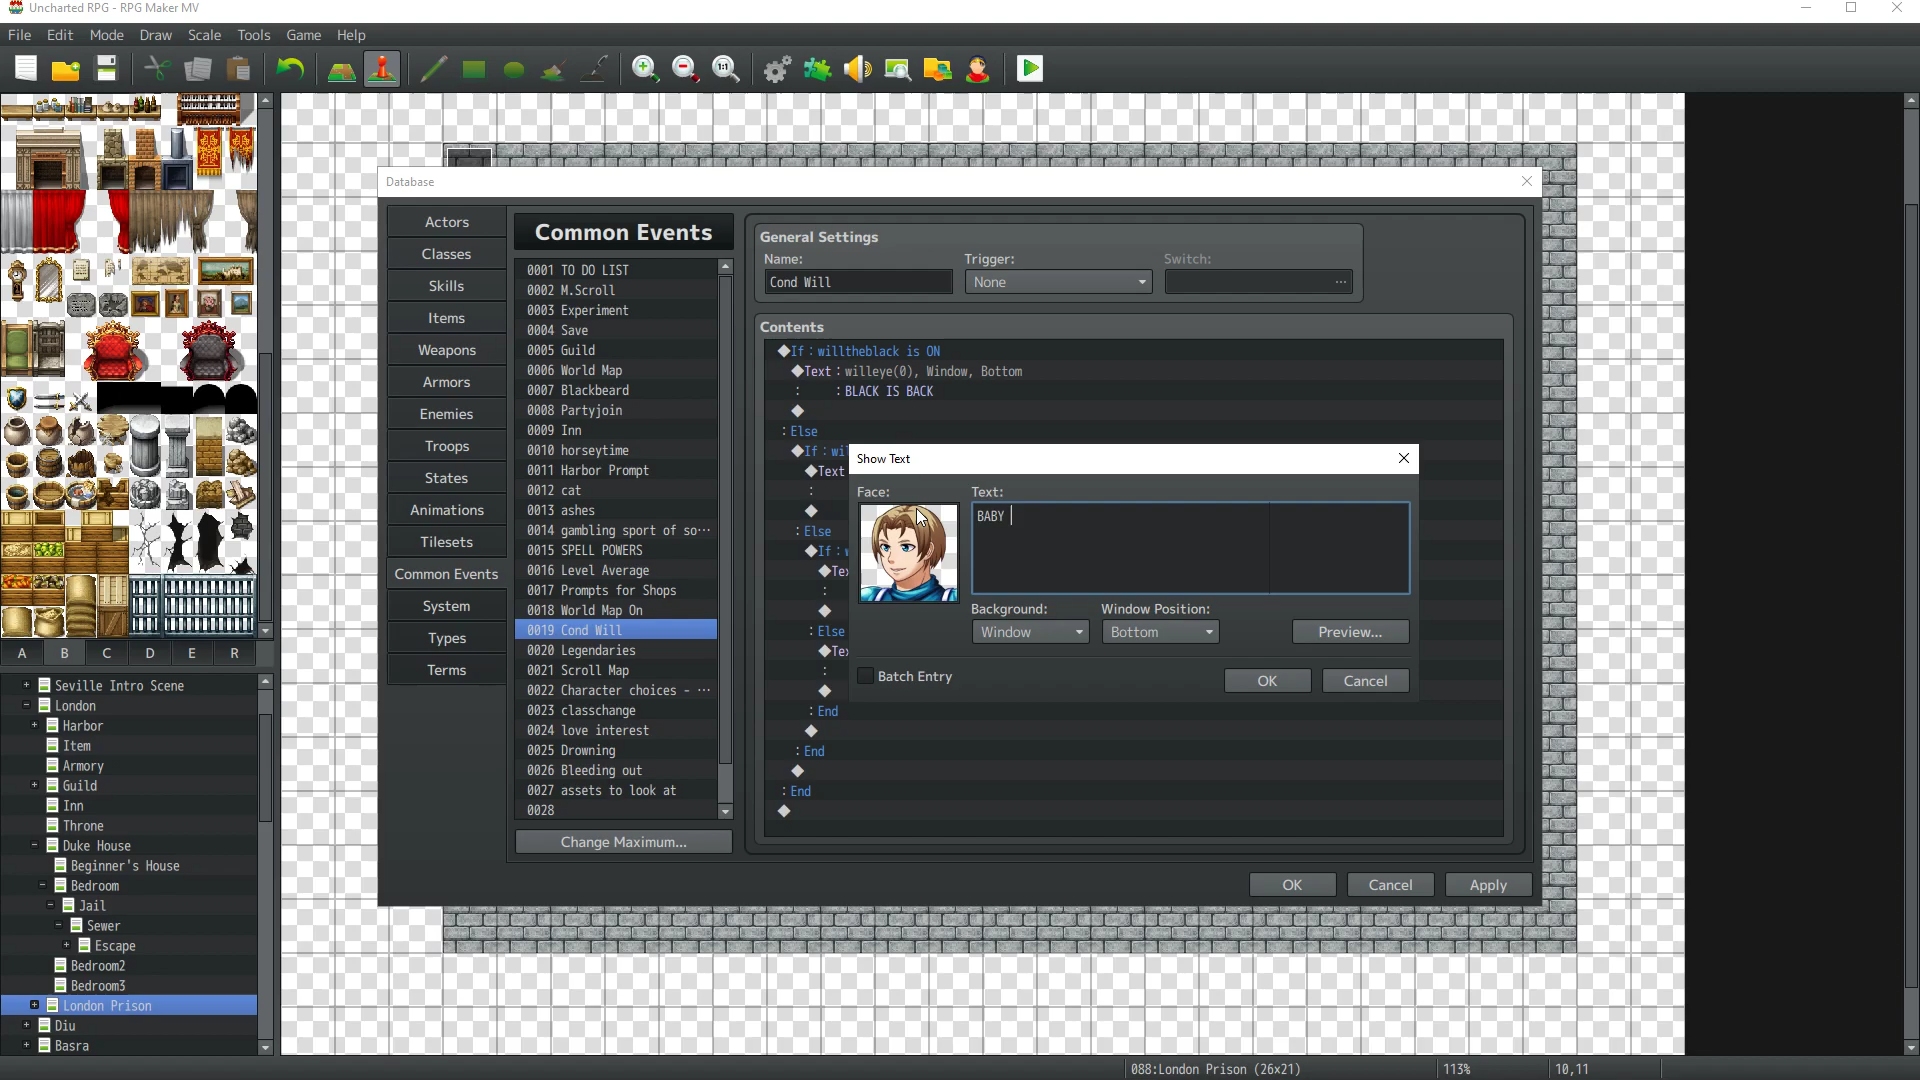 Uncharted RPG - RPG Maker MV
File Edit Mode Draw Scale Tools Game Help
1:1
Database
Actors
Classes
Skills
Items
Weapons
Armors
Enemies
Troops
States
Animations
Tilesets
Common Events
System
Types
Terms
Common Events
0001 TO DO LIST
0002 M.Scroll
0003 Experiment
0004 Save
0005 Guild
0006 World Map
0007 Blackbeard
0008 Partyjoin
0009 Inn
0010 horseytime
0011 Harbor Prompt
0012 cat
0013 ashes
0014 gambling sport of so···
0015 SPELL POWERS
0016 Level Average
0017 Prompts for Shops
0018 World Map On
0019 Cond Will
0020 Legendaries
0021 Scroll Map
0022 Character choices - ···
0023 classchange
0024 love interest
0025 Drowning
0026 Bleeding out
0027 assets to look at
0028
Change Maximum...
General Settings
Name: Trigger: Switch:
Cond Will None ...
Contents
◆If : willtheblack is ON
◆Text : willeye(0), Window, Bottom
: : BLACK IS BACK
◆
: Else
◆If : wil
◆Text
:
◆
: Else
◆If : w
◆Tex
:
◆
: Else
◆Tex
:
◆
: End
◆
: End
◆
: End
◆
Show Text
Face: Text:
BABY
Background: Window Position:
Window Bottom Preview...
Batch Entry
OK Cancel
OK Cancel Apply
A B C D E R
Seville Intro Scene
London
Harbor
Item
Armory
Guild
Inn
Throne
Duke House
Beginner's House
Bedroom
Jail
Sewer
Escape
Bedroom2
Bedroom3
London Prison
Diu
Basra
088:London Prison (26x21) 113% 10,11